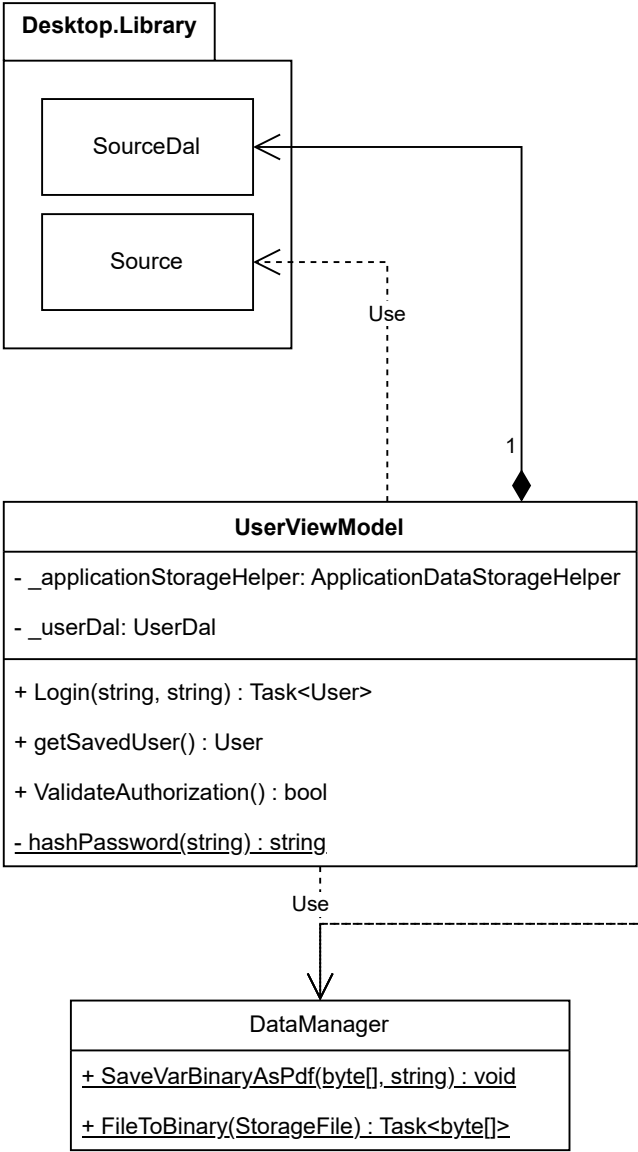 Desktop.Library
SourceDal
Source
Use
1
UserViewModel
- _applicationStorageHelper: ApplicationDataStorageHelper
- _userDal: UserDal
+ Login(string, string) : Task<User>
+ getSavedUser() : User
+ ValidateAuthorization() : bool
- hashPassword(string) : string
Use
DataManager
+ SaveVarBinaryAsPdf(byte[], string) : void
+ FileToBinary(StorageFile) : Task<byte[]>